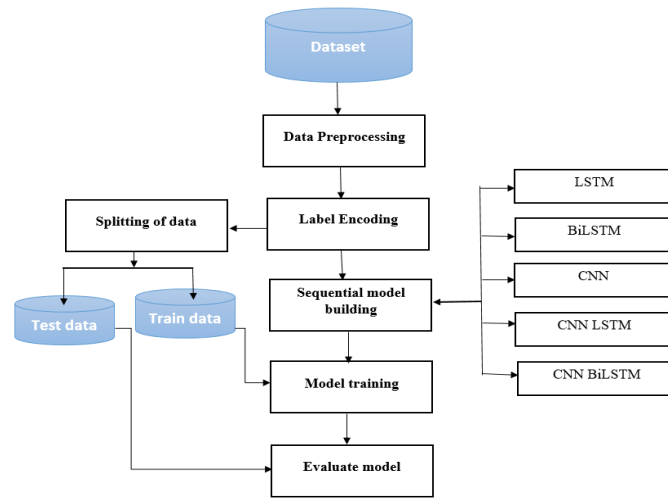 Dataset
Data Preprocessing
LSTM
Splitting of data
Label Encoding
BiLSTM
CNN
Sequential model
building
Test data
Train data
CNN LSTM
Model training
CNN BiLSTM
Evaluate model